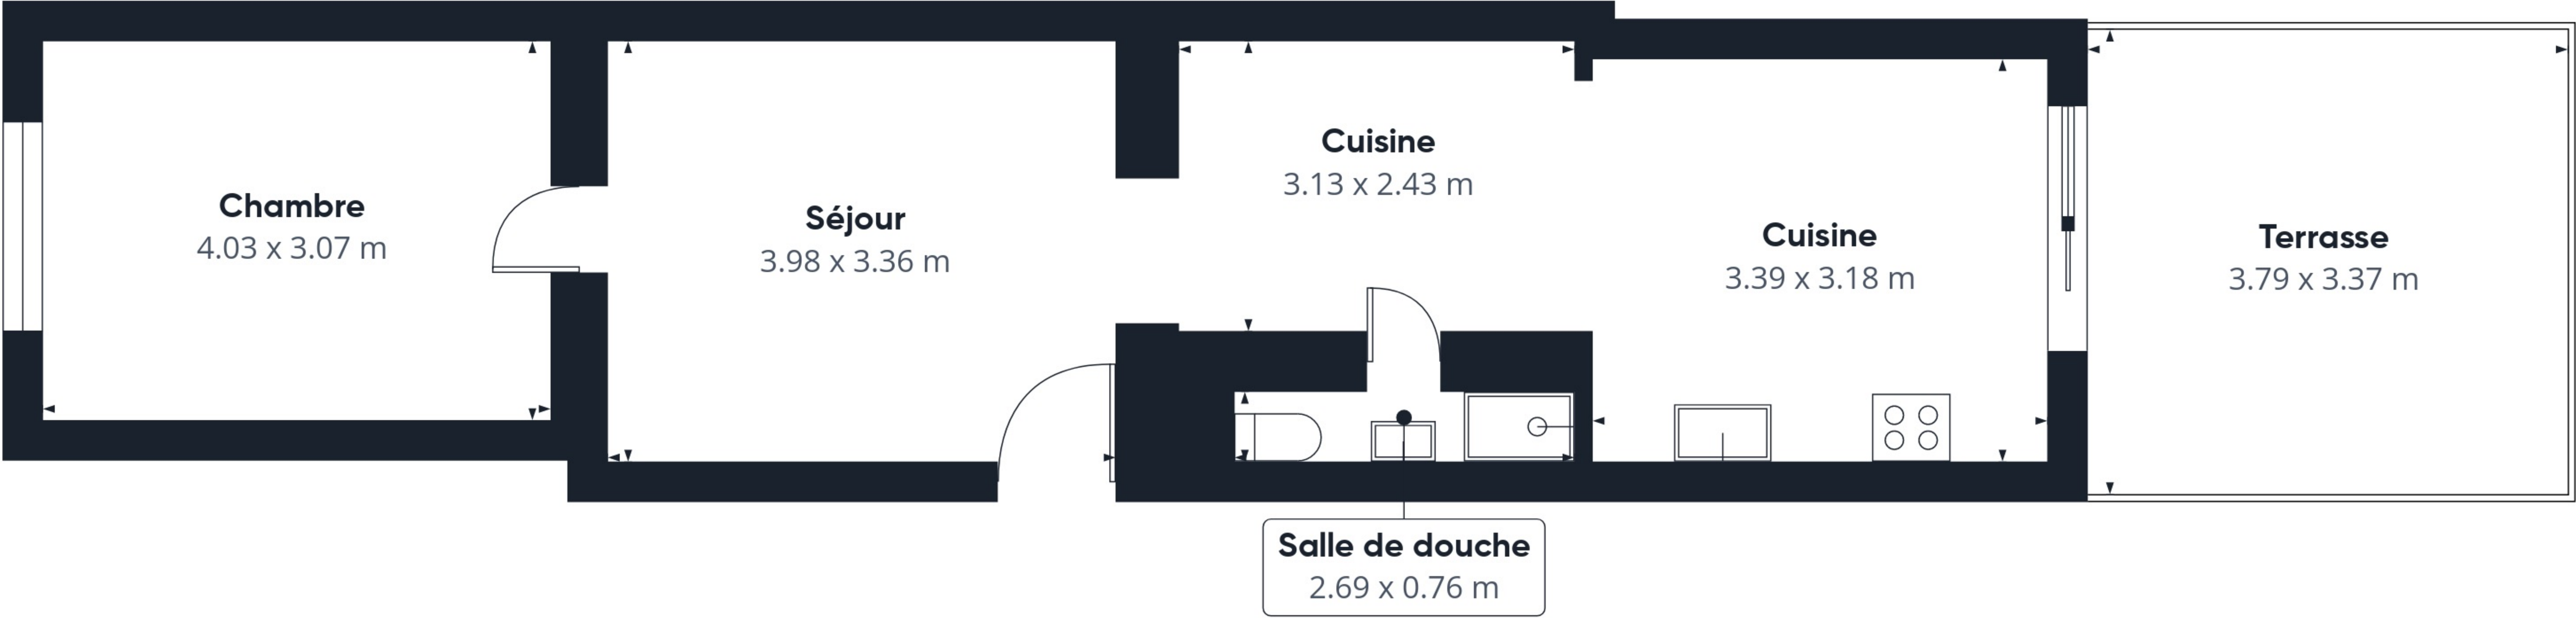 Chambre
4.03 x 3.07 m
Séjour
3.98 x 3.36 m
Cuisine
3.13 x 2.43 m
Cuisine
3.39 x 3.18 m
Terrasse
3.79 x 3.37 m
Salle de douche
2.69 x 0.76 m